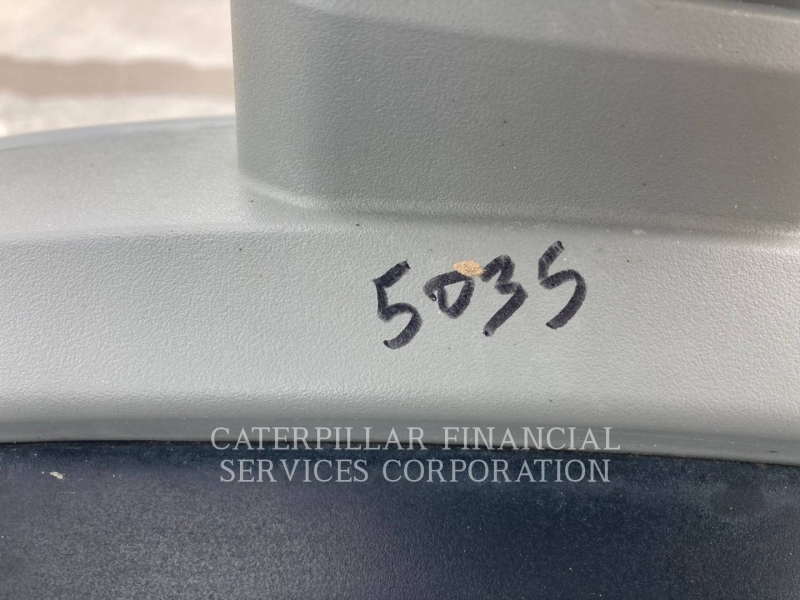 5035
CATERPILLAR FINANCIAL
SERVICES CORPORATION